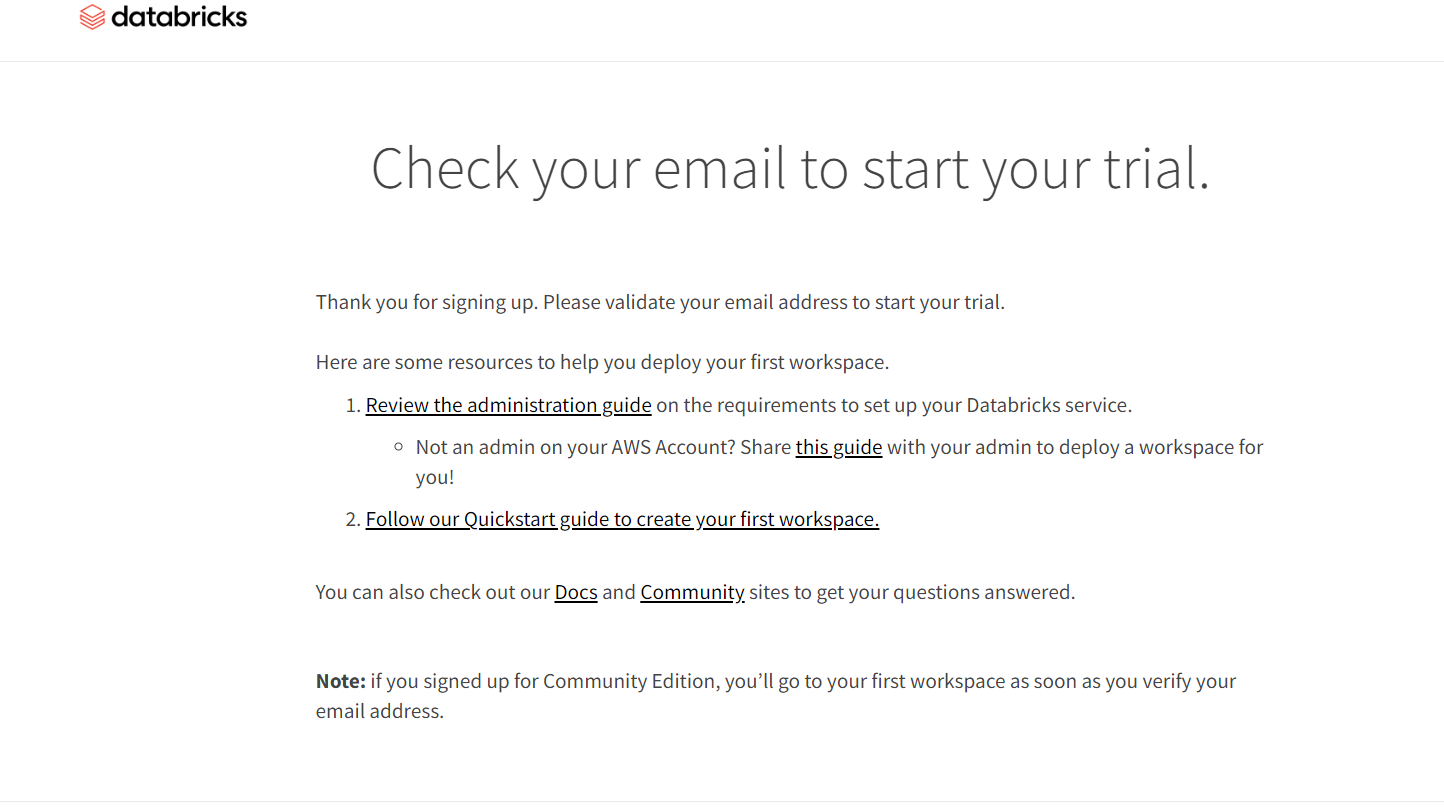 databricks
Check your email to start your trial.
Thank you for signing up. Please validate your email address to start your trial.
Here are some resources to help you deploy your first workspace.
1. Review the administration guide on the requirements to set up your Databricks service.
Not an admin on your AWS Account? Share this guide with your admin to deploy a workspace for
you!
2. Follow our Quickstart guide to create your first workspace.
You can also check out our Docs and Community sites to get your questions answered.
Note: if you signed up for Community Edition, you’ll go to your first workspace as soon as you verify your
email address.